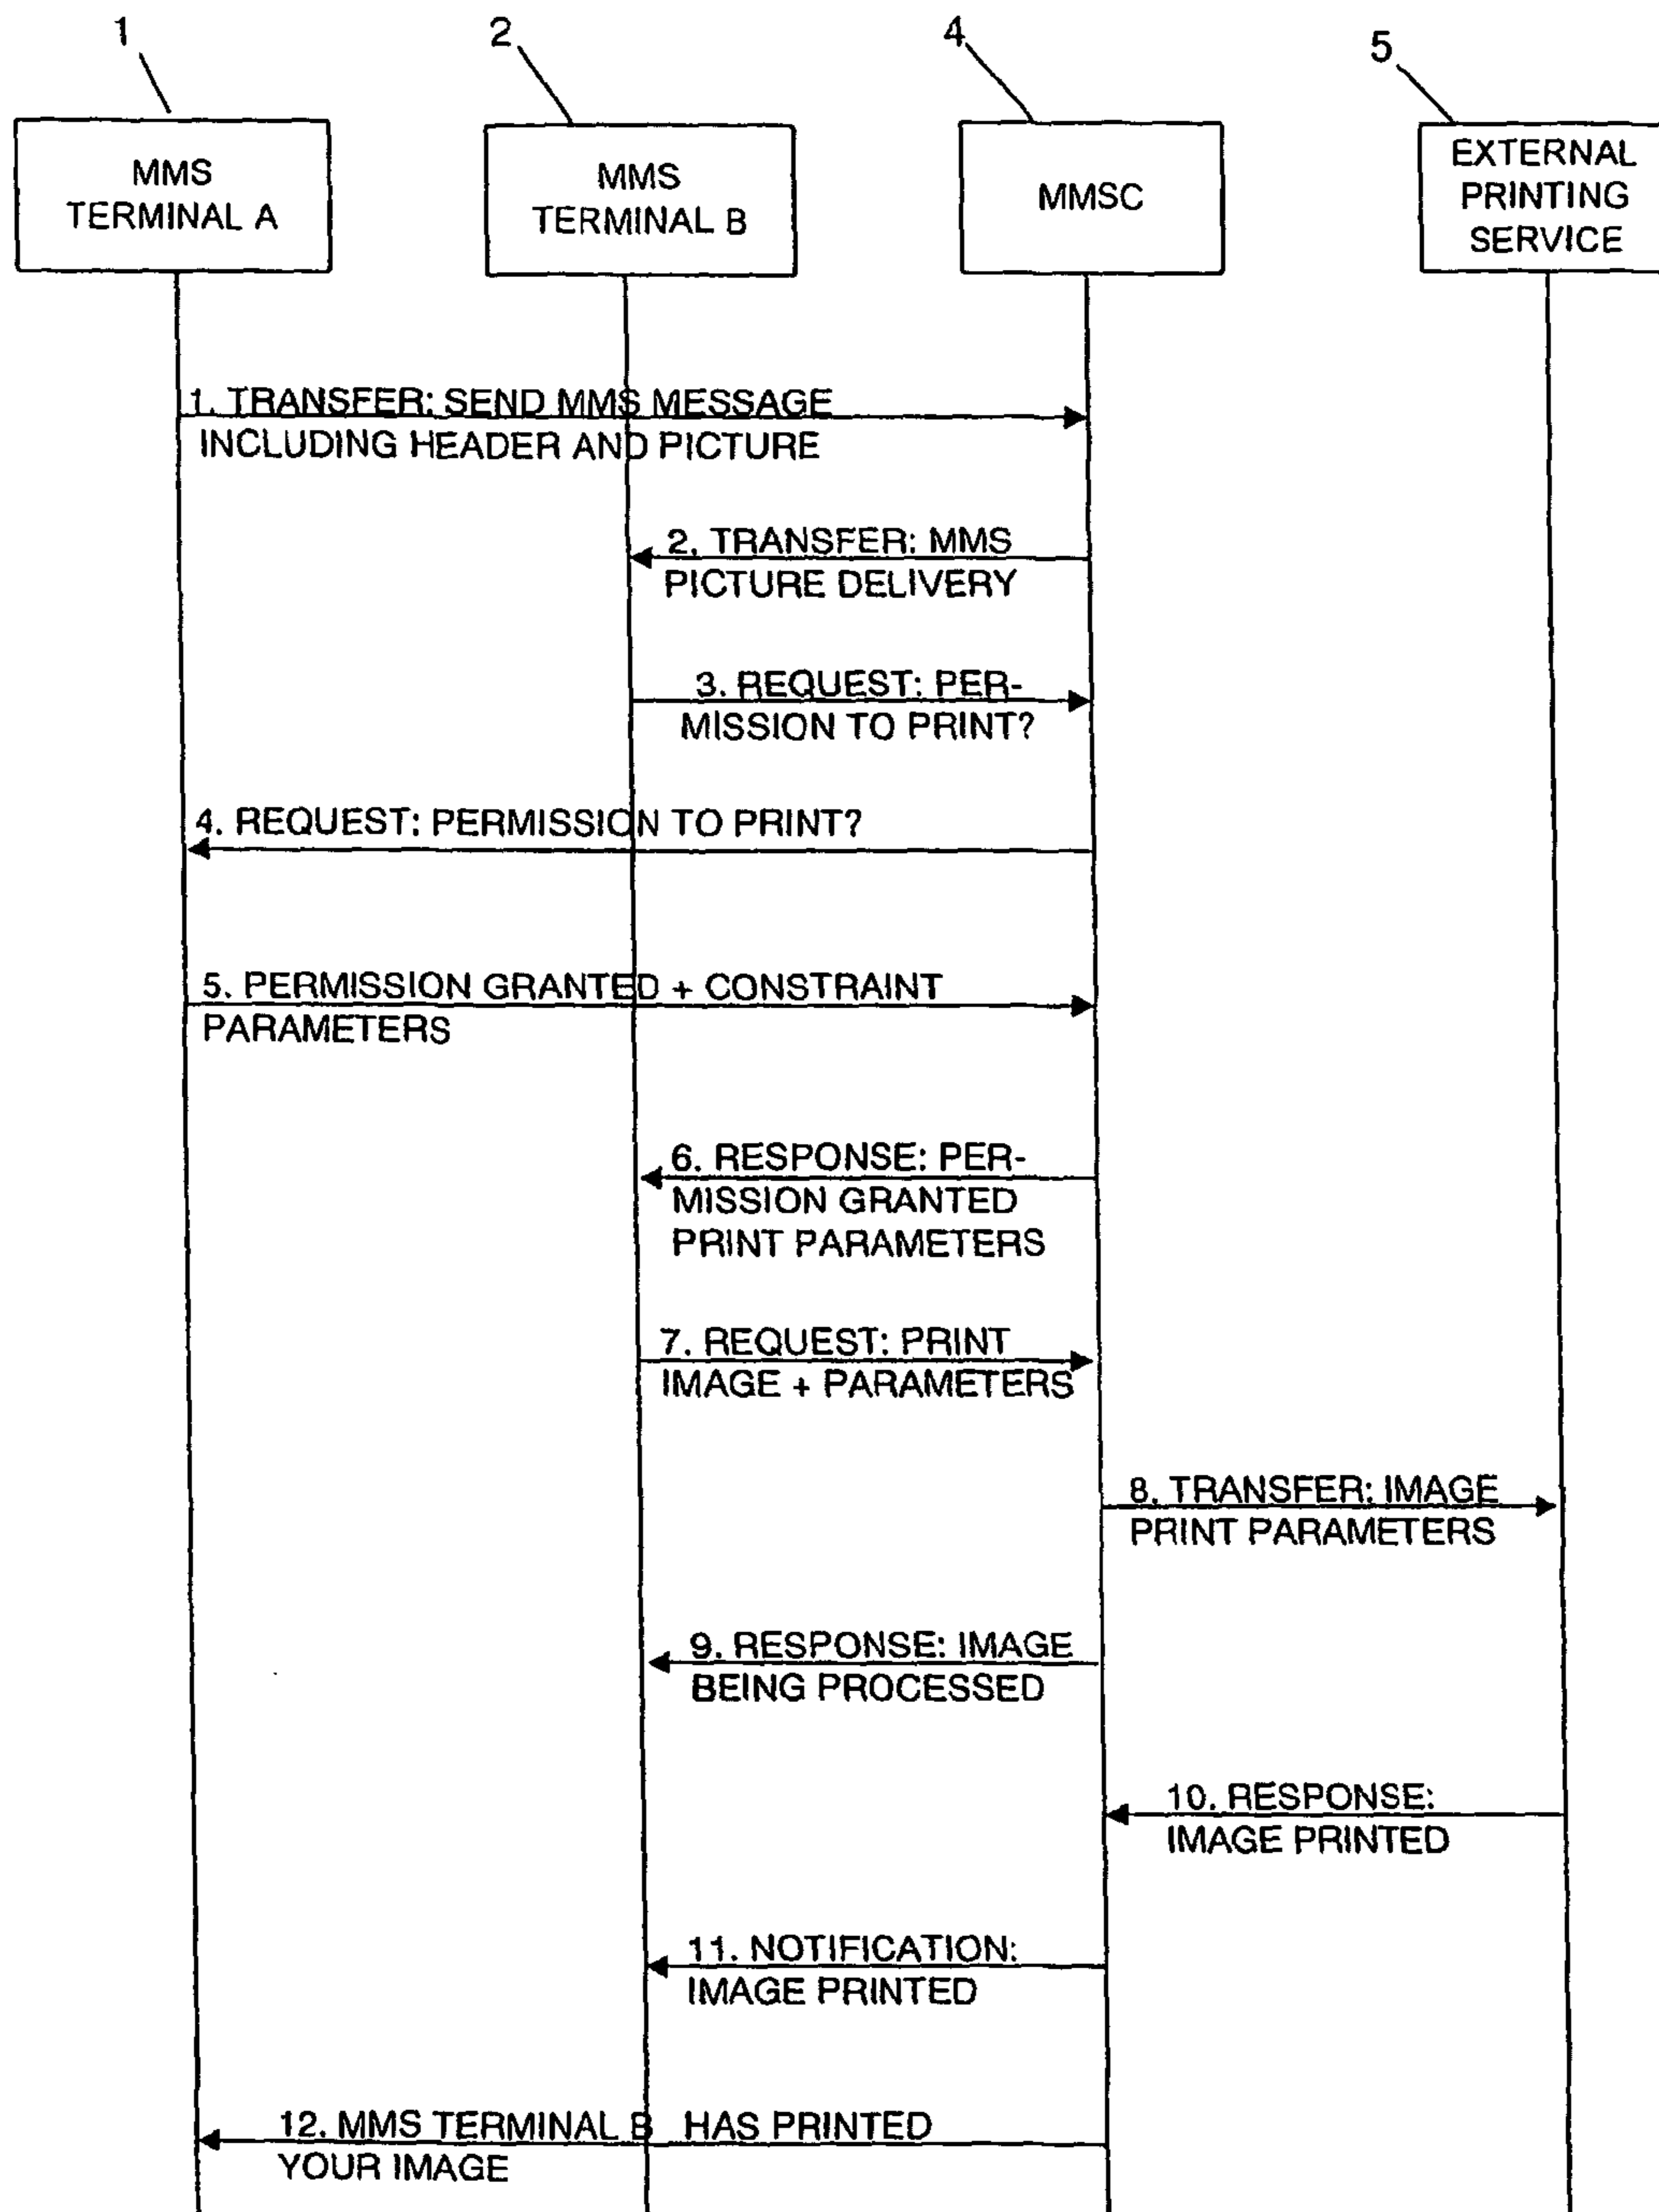 1
2
4
5
MMS
TERMINAL A
MMS
TERMINAL B
MMSC
EXTERNAL
PRINTING
SERVICE
1. TRANSFER: SEND MMS MESSAGE
INCLUDING HEADER AND PICTURE
2. TRANSFER: MMS
PICTURE DELIVERY
3. REQUEST: PER-
MISSION TO PRINT?
4. REQUEST: PERMISSION TO PRINT?
5. PERMISSION GRANTED + CONSTRAINT
PARAMETERS
6. RESPONSE: PER-
MISSION GRANTED
PRINT PARAMETERS
7. REQUEST: PRINT
IMAGE + PARAMETERS
8. TRANSFER: IMAGE
PRINT PARAMETERS
9. RESPONSE: IMAGE
BEING PROCESSED
10. RESPONSE:
IMAGE PRINTED
11. NOTIFICATION:
IMAGE PRINTED
12. MMS TERMINAL B HAS PRINTED
YOUR IMAGE